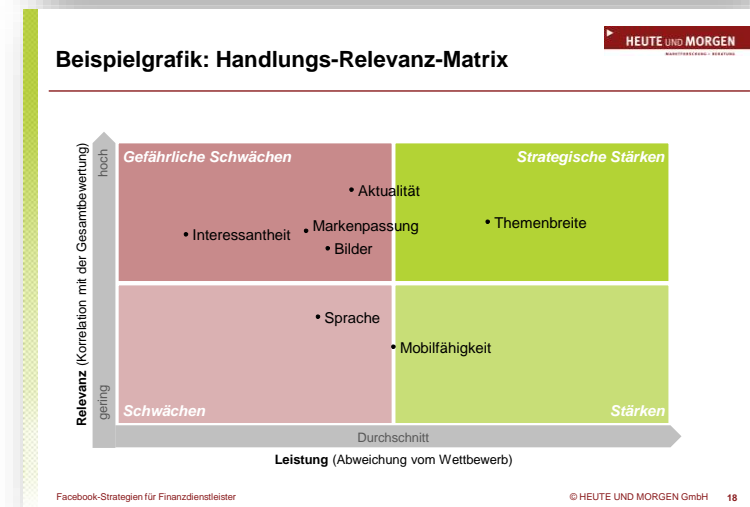 Beispielgrafik: Handlungs-Relevanz-Matrix
HEUTE UND MORGEN
MARKTFORSCHUNG + BERATUNG
Relevanz (Korrelation mit der Gesamtbewertung)
hoch
gering
Gefährliche Schwächen
Strategische Stärken
• Aktualität
• Markenpassung
• Themenbreite
• Interessantheit
• Bilder
• Sprache
• Mobilfähigkeit
Schwächen
Stärken
Durchschnitt
Leistung (Abweichung vom Wettbewerb)
Facebook-Strategien für Finanzdienstleister
© HEUTE UND MORGEN GmbH 18